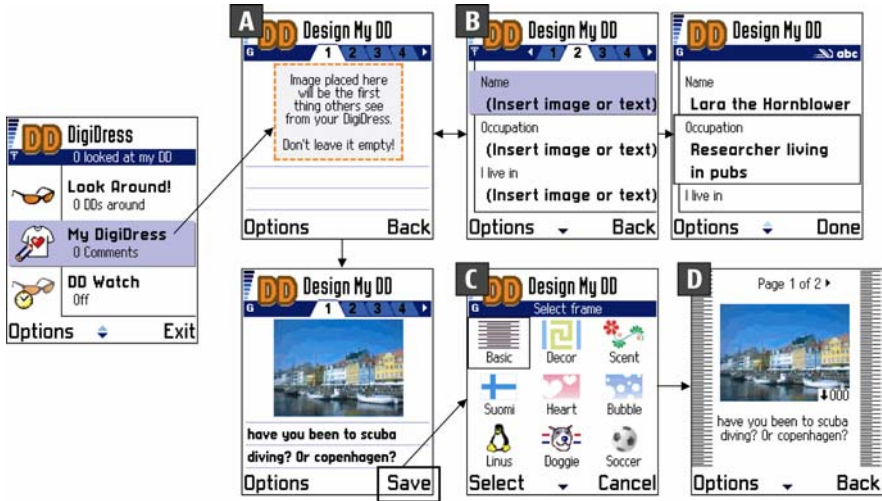 DD DigiDress
0 looked at my DD
Look Around!
0 DDs around
My DigiDress
0 Comments
DD Watch
Off
Options
Exit
A
DD Design My DD
G
1 2 3 4
Image placed here
will be the first
thing others see
from your DigiDress.
Don't leave it empty!
Options
Back
B
DD Design My DD
1 2 3 4
Name
(Insert image or text)
Occupation
(Insert image or text)
I live in
(Insert image or text)
Options
Back
DD Design My DD
G
abc
Name
Lara the Hornblower
Occupation
Researcher living
in pubs
I live in
Options
Done
DD Design My DD
G
1 2 3 4
have you been to scuba
diving? Or copenhagen?
Options
Save
C
DD Design My DD
G
Select frame
Basic
Decor
Scent
Suomi
Heart
Bubble
Linus
Doggie
Soccer
Select
Cancel
D
Page 1 of 2
000
have you been to scuba
diving? Or copenhagen?
Options
Back